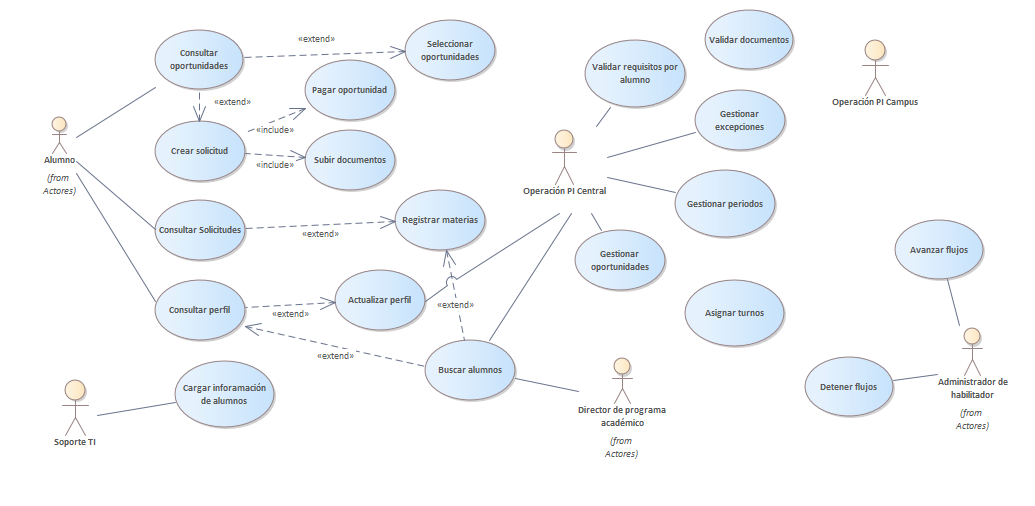 Consultar
oportunidades
«extend»
Seleccionar
oportunidades
Validar documentos
Validar requisitos por
alumno
Operación PI Campus
Pagar oportunidad
«extend»
«include»
Gestionar
excepciones
Alumno
(from
Actores)
Crear solicitud
«include»
Subir documentos
Operación PI Central
Gestionar periodos
Consultar Solicitudes
«extend»
Registrar materias
Gestionar
oportunidades
Avanzar flujos
Consultar perfil
«extend»
Actualizar perfil
«extend»
Asignar turnos
«extend»
Buscar alumnos
Cargar inforamación
de alumnos
Soporte TI
Director de programa
académico
(from
Actores)
Detener flujos
Administrador de
habilitador
(from
Actores)